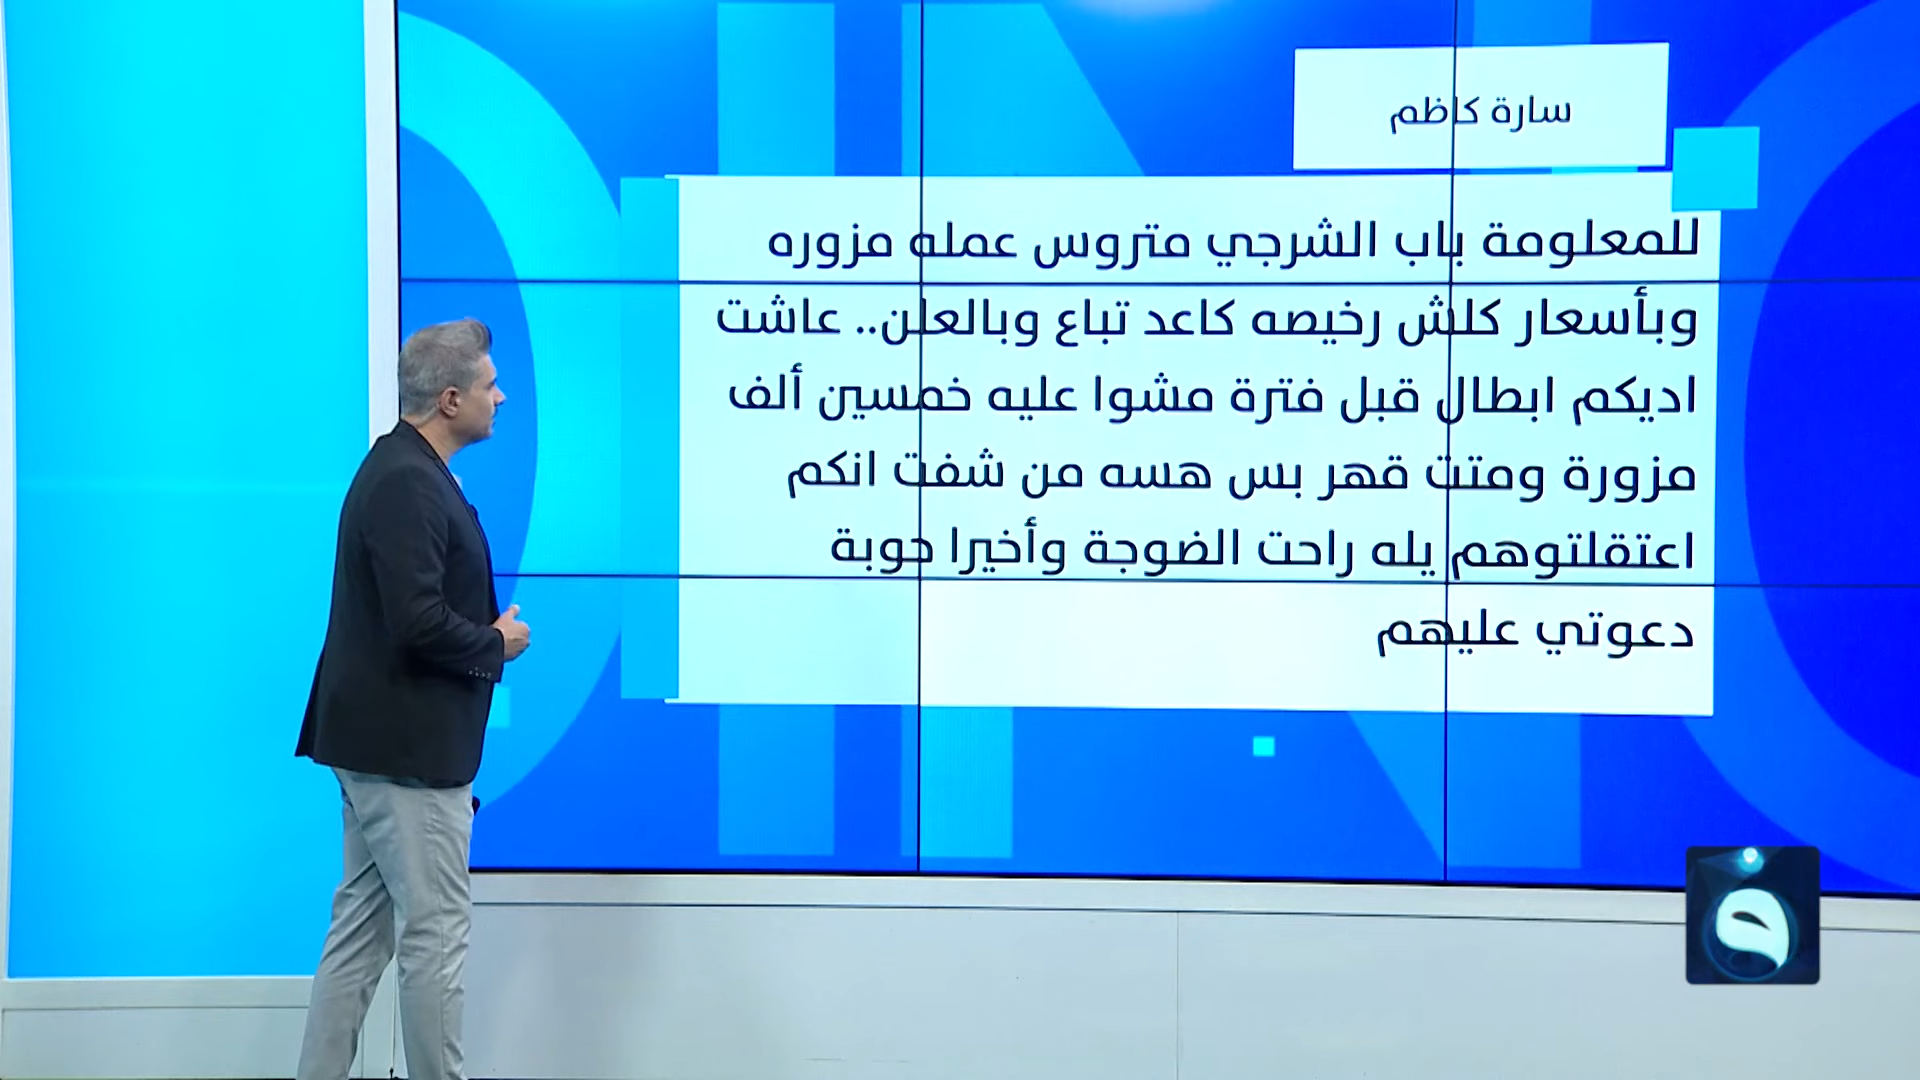 سارة كاظم
للمعلومة باب الشرجي متروس عمله مزوره
وبأسعار كلش رخيصه كاعد تباع وبالعلن.. عاشت
اديكم ابطال قبل فترة مشوا عليه خمسين ألف
مزورة ومتت قهر بس هسه من شفت انكم
اعتقلتوهم يله راحت الضوجة وأخيرا حوبة
دعوتي عليهم